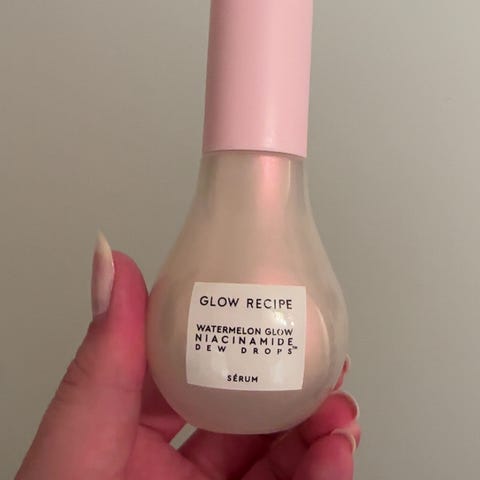 GLOW RECIPE
WATERMELON GLOW
NIACINAMIDE
DEW DROPS™
SÉRUM